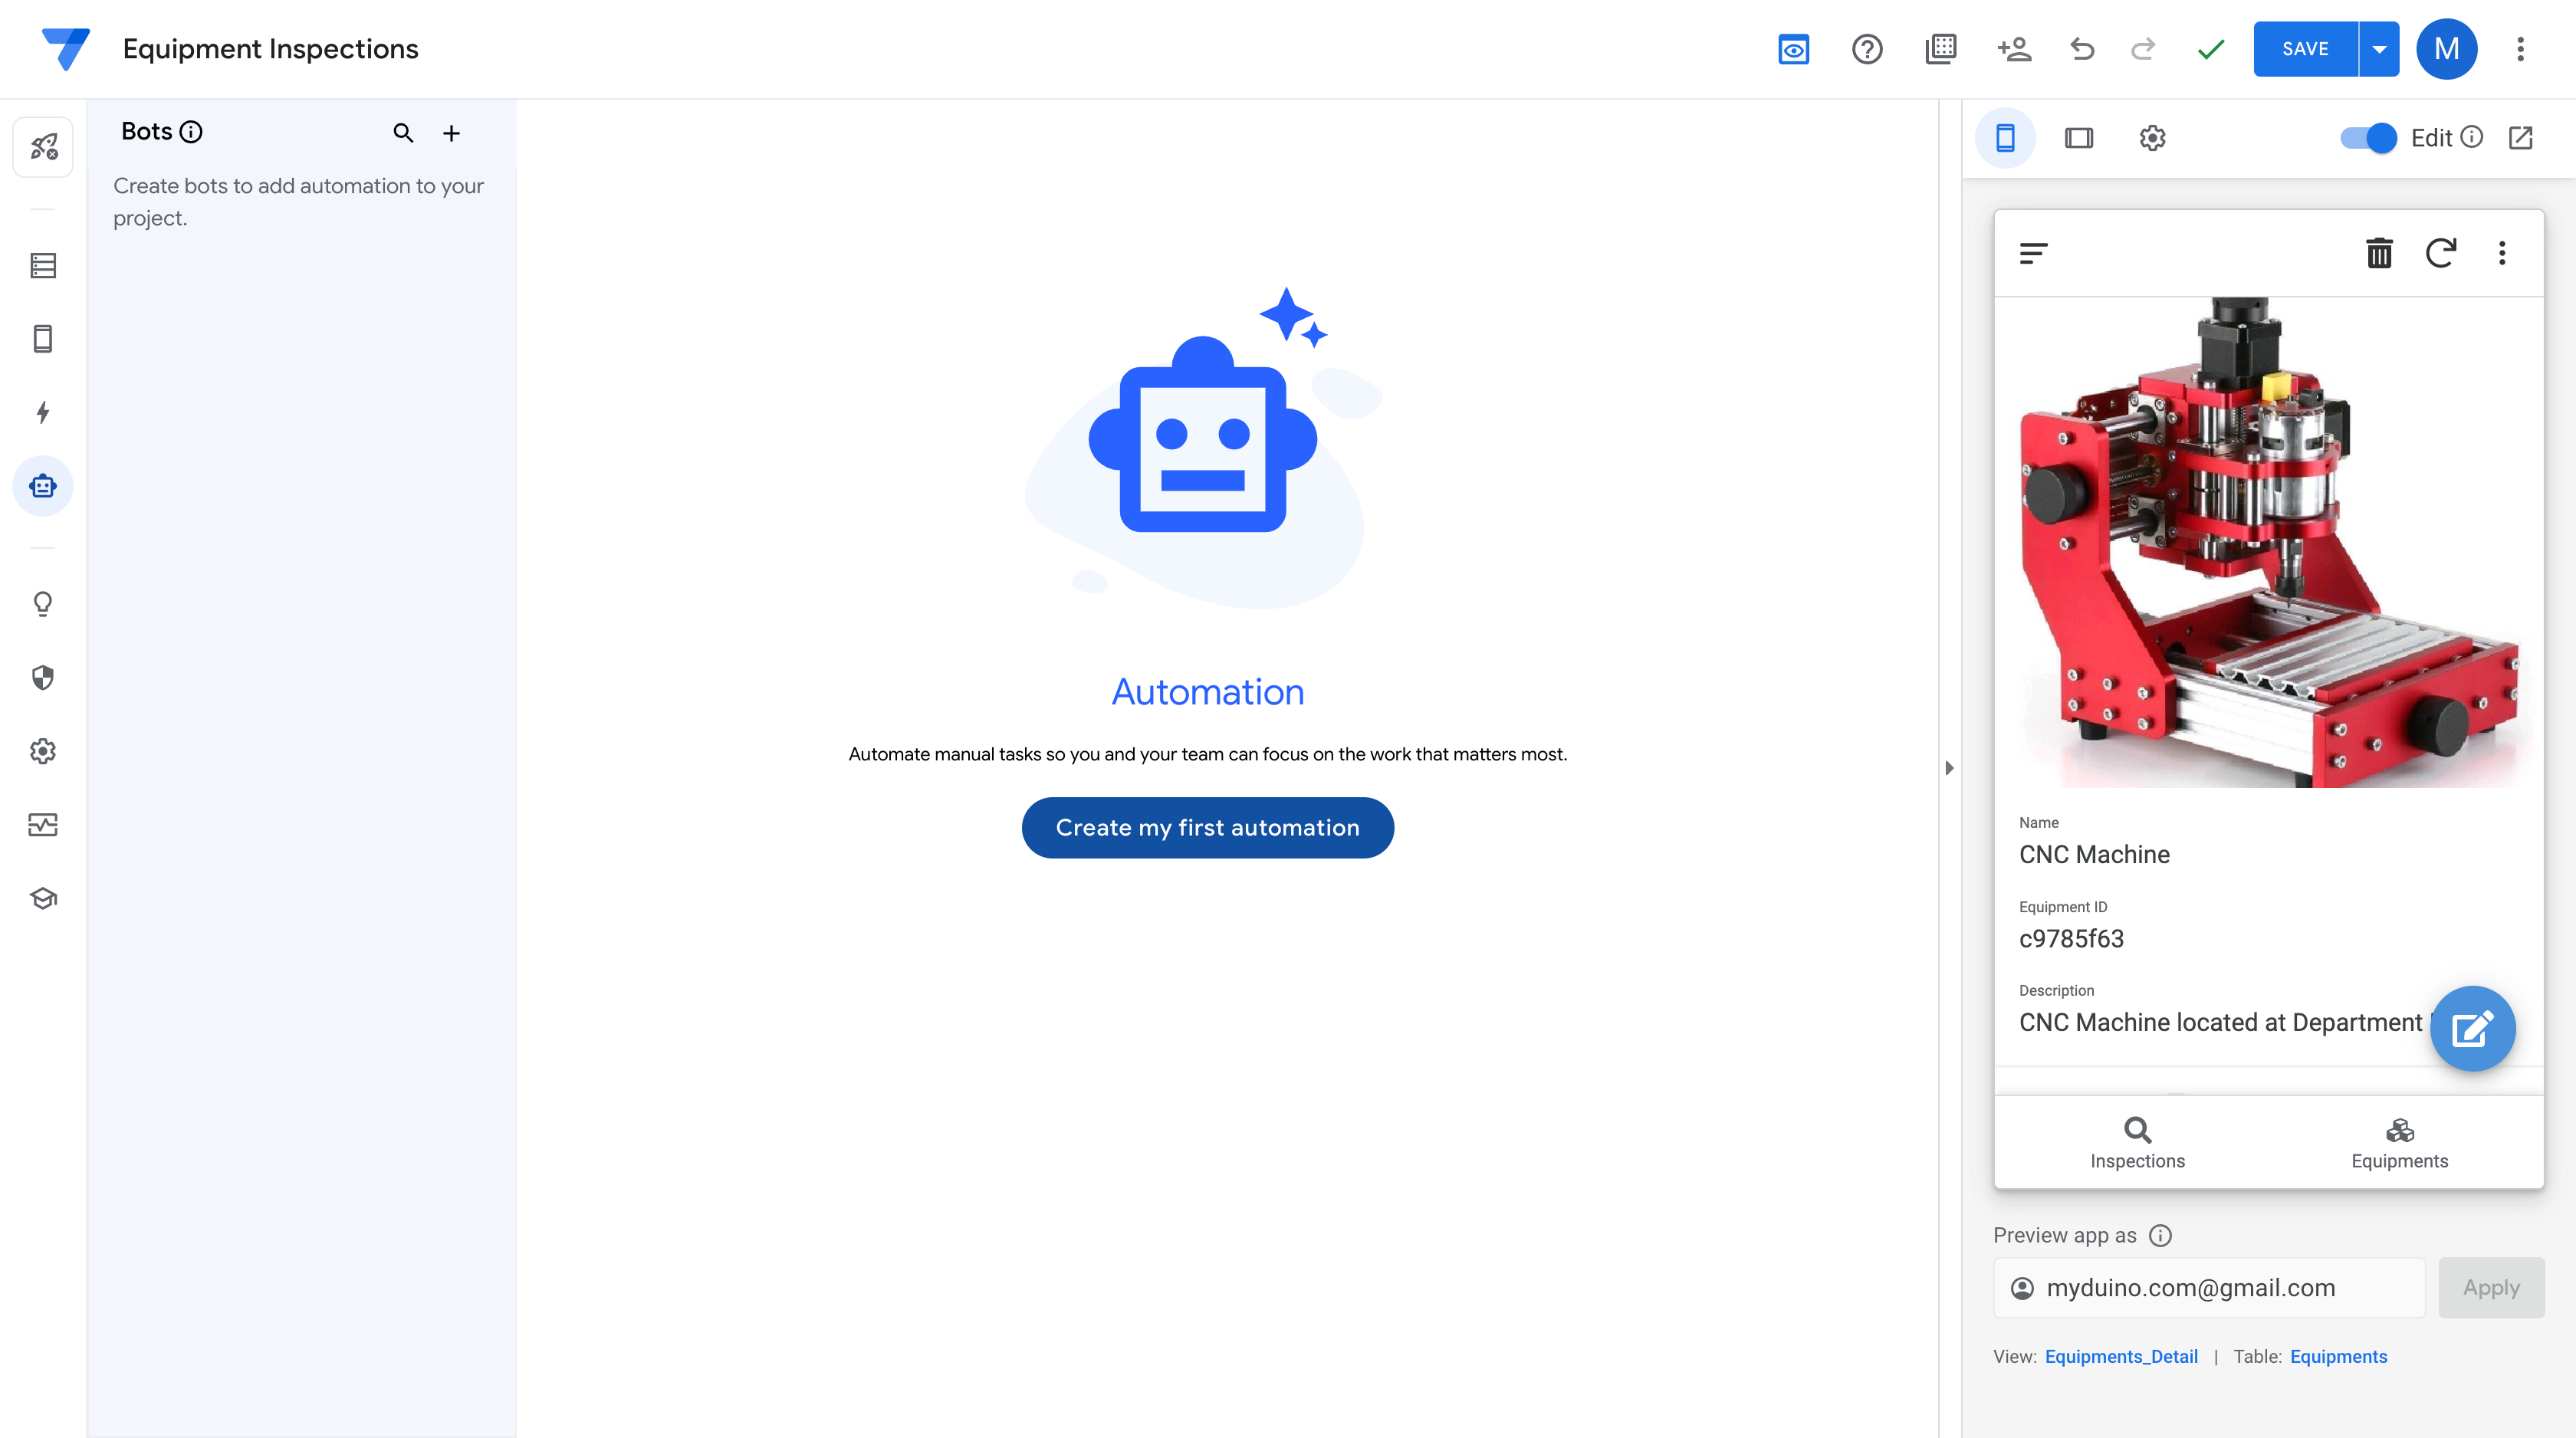 Equipment Inspections
SAVE
M
Bots
Create bots to add automation to your
project.
Automation
Automate manual tasks so you and your team can focus on the work that matters most.
Create my first automation
Edit
Name
CNC Machine
Equipment ID
c9785f63
Description
CNC Machine located at Department
Inspections
Equipments
Preview app as
myduino.com@gmail.com
Apply
View: Equipments_Detail | Table: Equipments